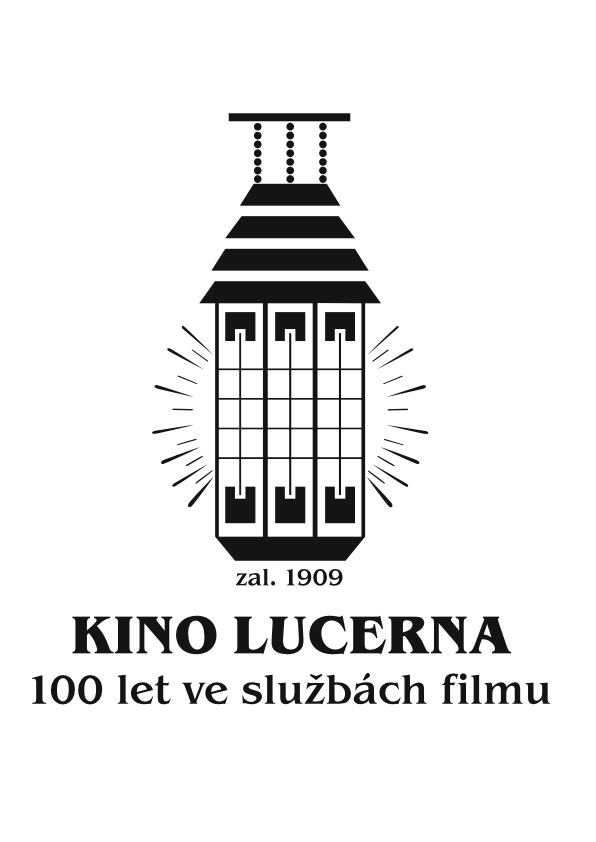 zal. 1909
KINO LUCERNA
100 let ve službách filmu